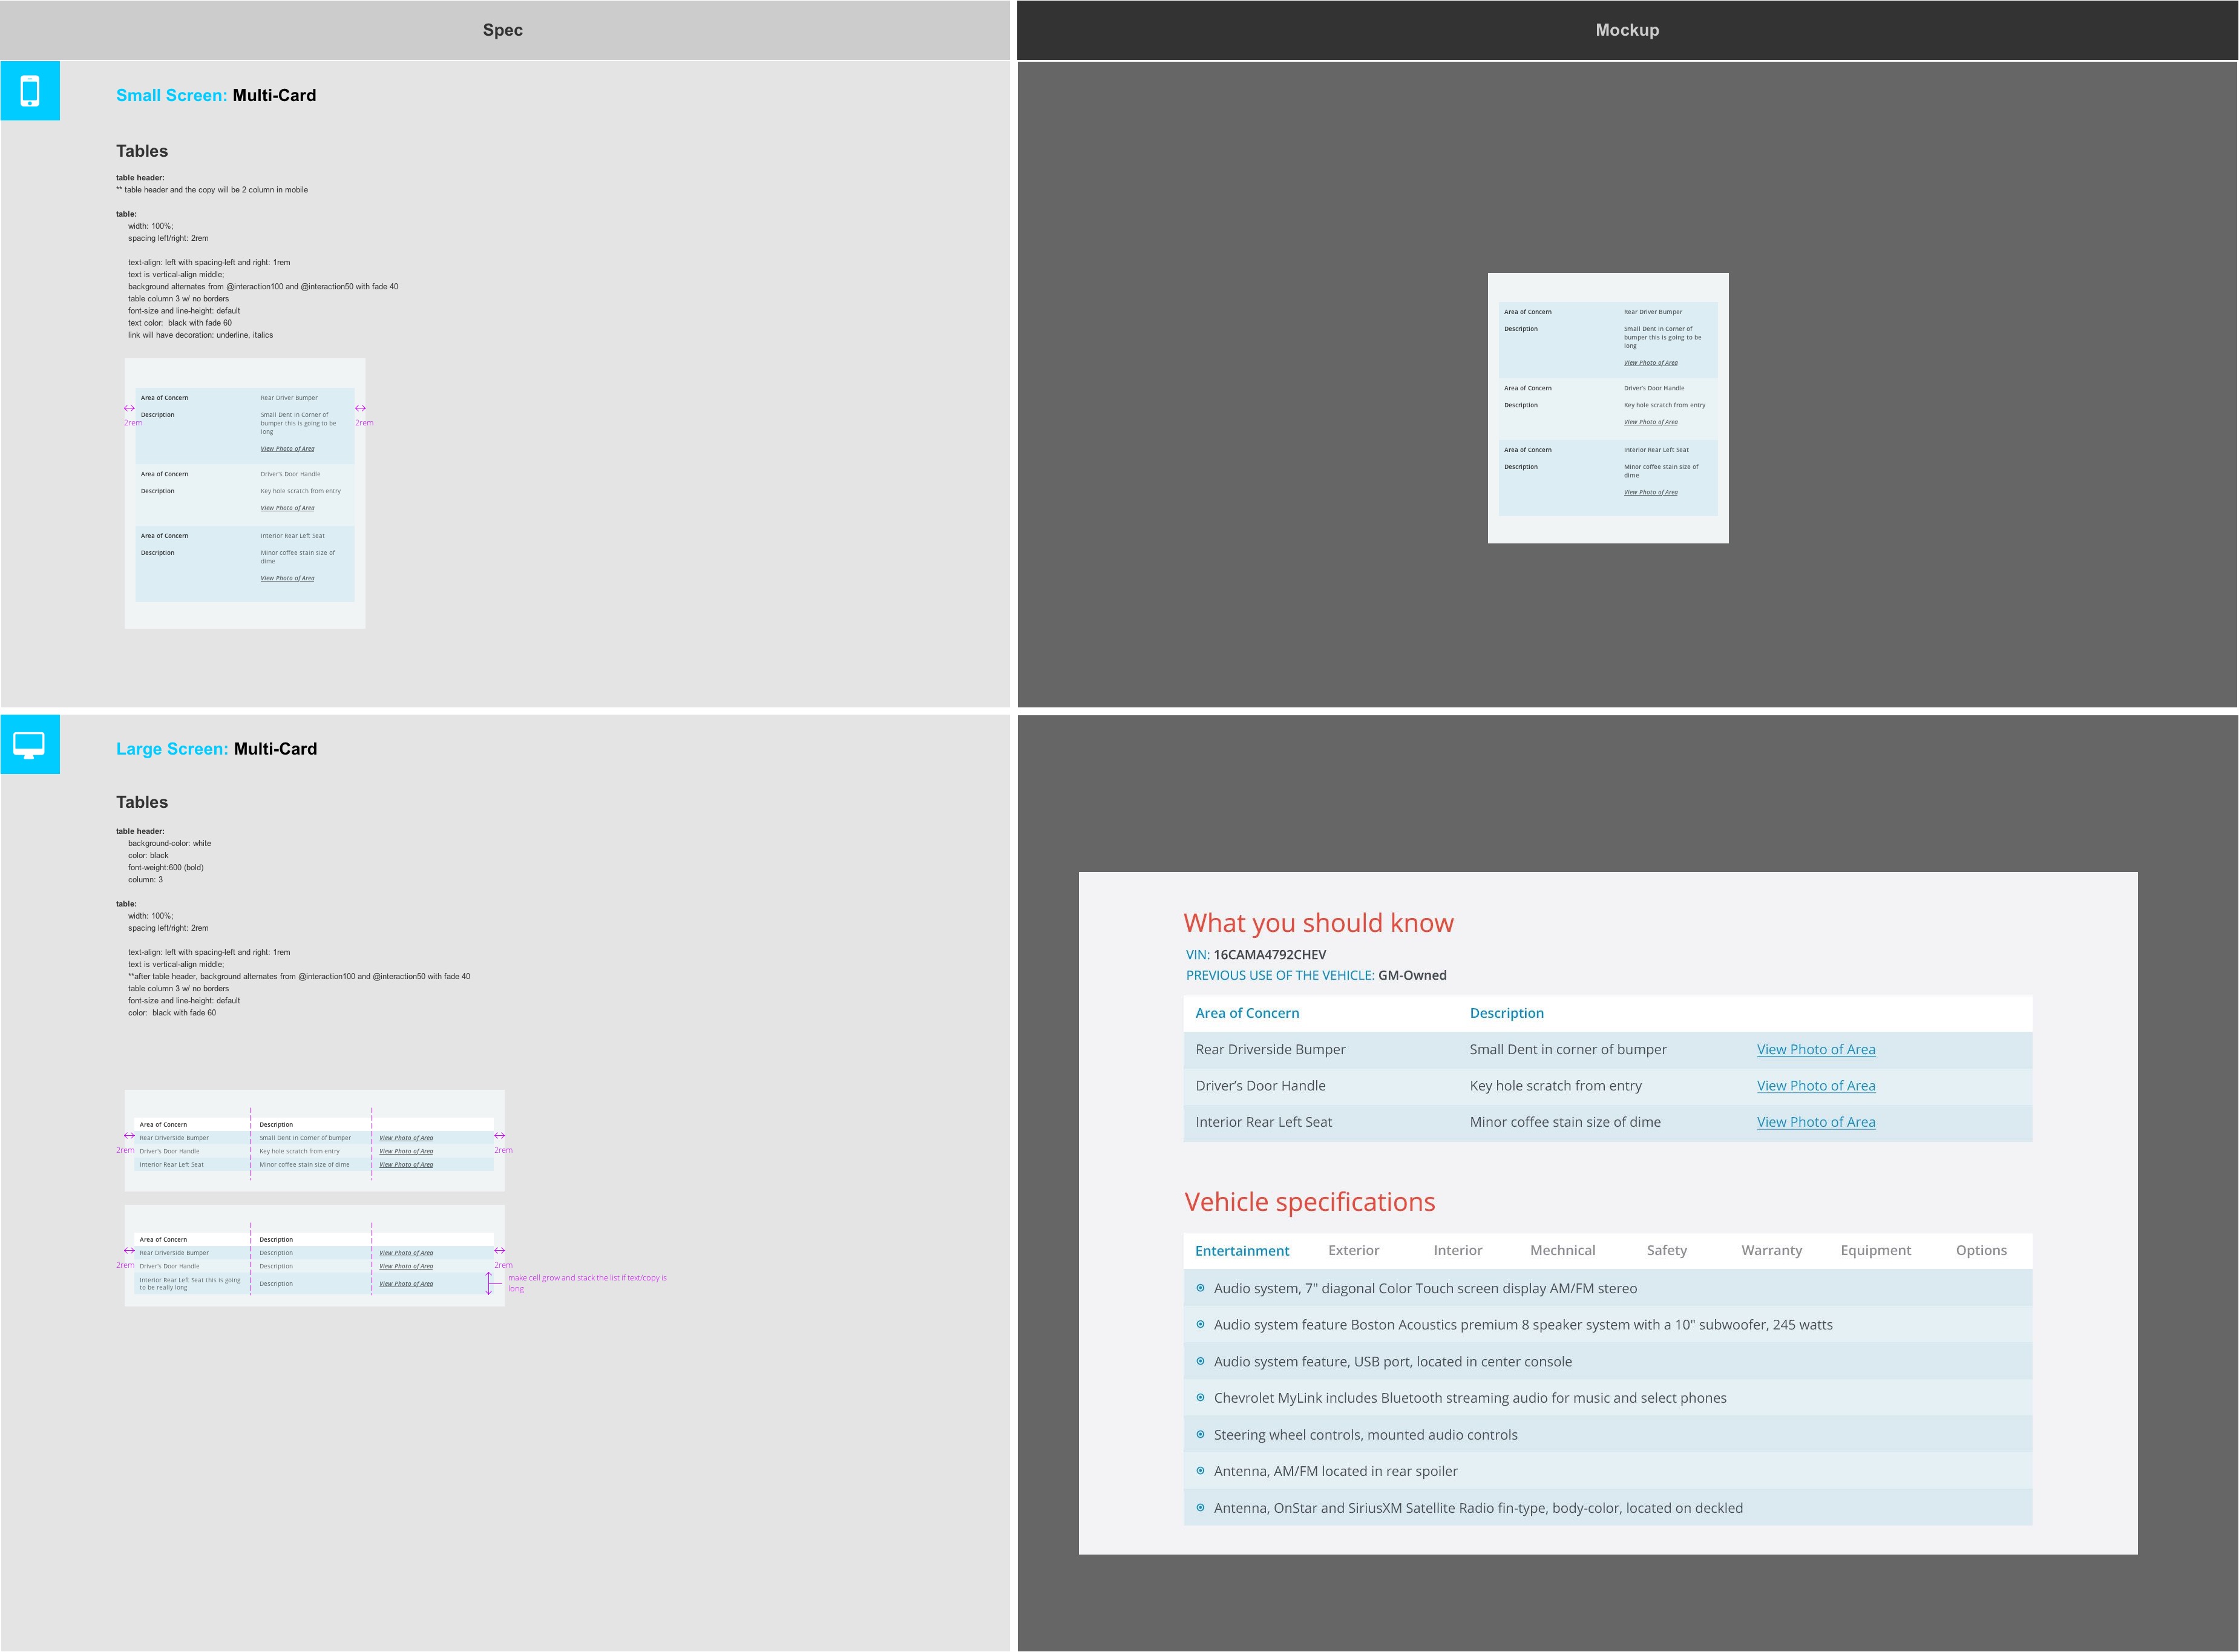 Spec
Mockup
Small Screen: Multi-Card
Tables
table header:
** table header and the copy will be 2 column in mobile
table:
width: 100%;
spacing left/right: 2rem
text-align: left with spacing-left and right: 1rem
text is vertical-align middle;
background alternates from @interaction100 and @interaction50 with fade 40
table column 3 w/ no borders
font-size and line-height: default
text color:  black with fade 60
link will have decoration: underline, italics
Area of Concern Rear Driver Bumper
2rem Description Small Dent in Corner of 2rem
bumper this is going to be
long
View Photo of Area
Area of Concern Driver's Door Handle
Description Key hole scratch from entry
View Photo of Area
Area of Concern Interior Rear Left Seat
Description Minor coffee stain size of
dime
View Photo of Area
Area of Concern Rear Driver Bumper
Description Small Dent in Corner of
bumper this is going to be
long
View Photo of Area
Area of Concern Driver's Door Handle
Description Key hole scratch from entry
View Photo of Area
Area of Concern Interior Rear Left Seat
Description Minor coffee stain size of
dime
View Photo of Area
Large Screen: Multi-Card
Tables
table header:
background-color: white
color: black
font-weight:600 (bold)
column: 3
table:
width: 100%;
spacing left/right: 2rem
text-align: left with spacing-left and right: 1rem
text is vertical-align middle;
**after table header, background alternates from @interaction100 and @interaction50 with fade 40
table column 3 w/ no borders
font-size and line-height: default
color:  black with fade 60
Area of Concern Description
Rear Driverside Bumper Small Dent in Corner of bumper View Photo of Area
2rem Driver's Door Handle Key hole scratch from entry View Photo of Area 2rem
Interior Rear Left Seat Minor coffee stain size of dime View Photo of Area
Area of Concern Description
Rear Driverside Bumper Description View Photo of Area
2rem Driver's Door Handle Description View Photo of Area 2rem
Interior Rear Left Seat this is going
to be really long Description View Photo of Area
make cell grow and stack the list if text/copy is
long
What you should know
VIN: 16CAMA4792CHEV
PREVIOUS USE OF THE VEHICLE: GM-Owned
Area of Concern Description
Rear Driverside Bumper Small Dent in corner of bumper View Photo of Area
Driver’s Door Handle Key hole scratch from entry View Photo of Area
Interior Rear Left Seat Minor coffee stain size of dime View Photo of Area
Vehicle specifications
Entertainment Exterior Interior Mechnical Safety Warranty Equipment Options
Audio system, 7" diagonal Color Touch screen display AM/FM stereo
Audio system feature Boston Acoustics premium 8 speaker system with a 10" subwoofer, 245 watts
Audio system feature, USB port, located in center console
Chevrolet MyLink includes Bluetooth streaming audio for music and select phones
Steering wheel controls, mounted audio controls
Antenna, AM/FM located in rear spoiler
Antenna, OnStar and SiriusXM Satellite Radio fin-type, body-color, located on deckled